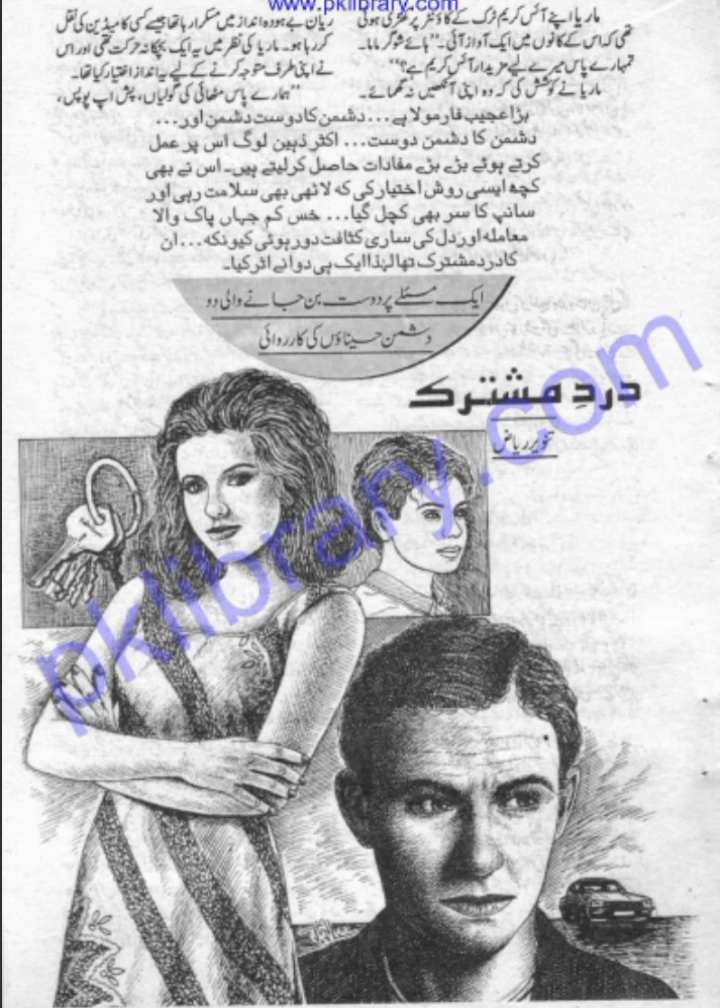 www.pklibrary.com
ماریا اپنے آئس کریم ٹرک کے کاؤنٹر پر کھڑی ہوئی
تھی کہ اس کے کانوں میں ایک آواز آئی۔ ”ہائے شوگر ماما۔
تمہارے پاس میرے لیے مزیدار آئس کریم ہے؟“
ماریا نے کوشش کی کہ وہ اپنی آنکھیں نہ گھمائے۔
ریان بے ہودہ انداز میں مسکرا رہا تھا جیسے کسی کامیڈین کی نقل
کر رہا ہو۔ ماریا کی نظر میں یہ ایک بچکانہ حرکت تھی اور اس
نے اپنی طرف متوجہ کرنے کے لیے یہ انداز اختیار کیا تھا۔
”ہمارے پاس مٹھائی کی گولیاں، پش اپ پوپس،
بڑا عجیب فارمولا ہے... دشمن کا دوست دشمن اور...
دشمن کا دشمن دوست... اکثر ذہین لوگ اس پر عمل
کرتے ہوئے بڑے بڑے مفادات حاصل کرلیتے ہیں۔ اس نے بھی
کچھ ایسی روش اختیار کی کہ لاٹھی بھی سلامت رہی اور
سانپ کا سر بھی کچل گیا... خس کم جہاں پاک والا
معاملہ اور دل کی ساری کثافت دور ہوئی کیونکہ... ان
کا درد مشترک تھا لہٰذا ایک ہی دوا نے اثر کیا۔
ایک مسئلے پر دوست بن جانے والی دو
دشمن حسیناؤں کی کارروائی
دردِ مشترک
تنویر ریاض
pklibrary.com